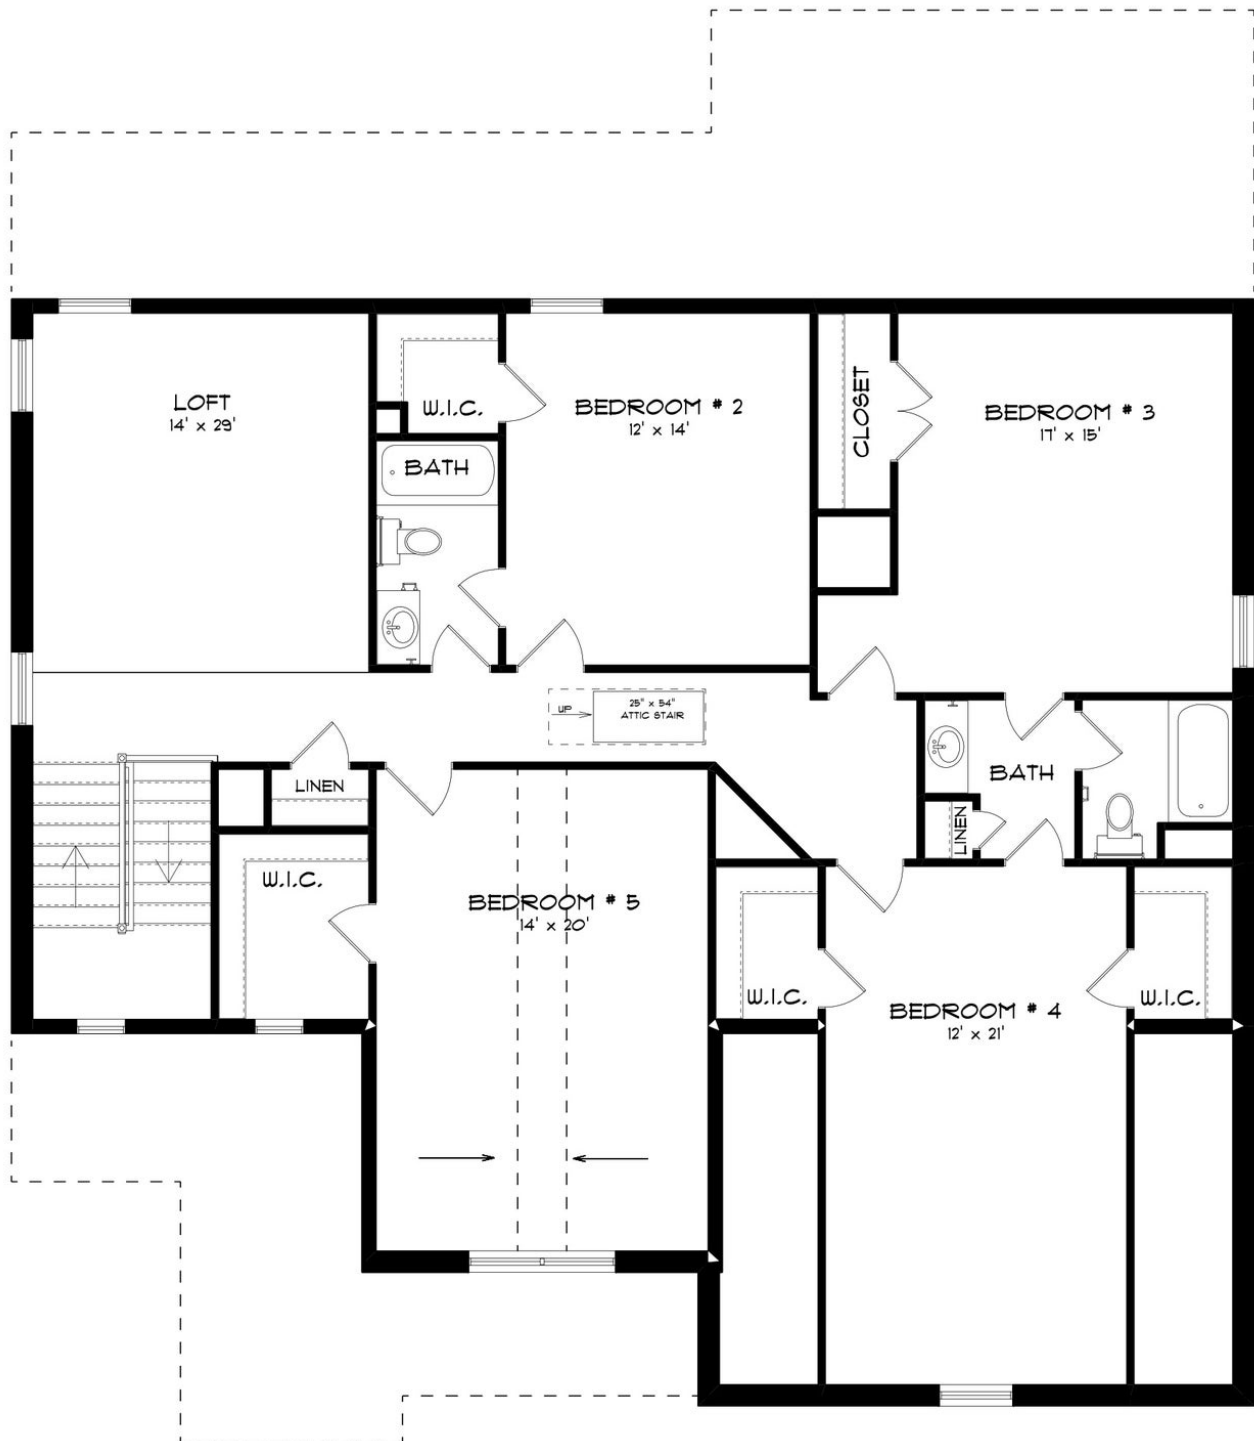 LOFT
14' x 29'
W.I.C.
BEDROOM # 2
12' x 14'
CLOSET
BEDROOM # 3
17' x 15'
BATH
UP
25" x 54"
ATTIC STAIR
LINEN
BATH
LINEN
W.I.C.
BEDROOM # 5
14' x 20'
W.I.C.
BEDROOM # 4
12' x 21'
W.I.C.